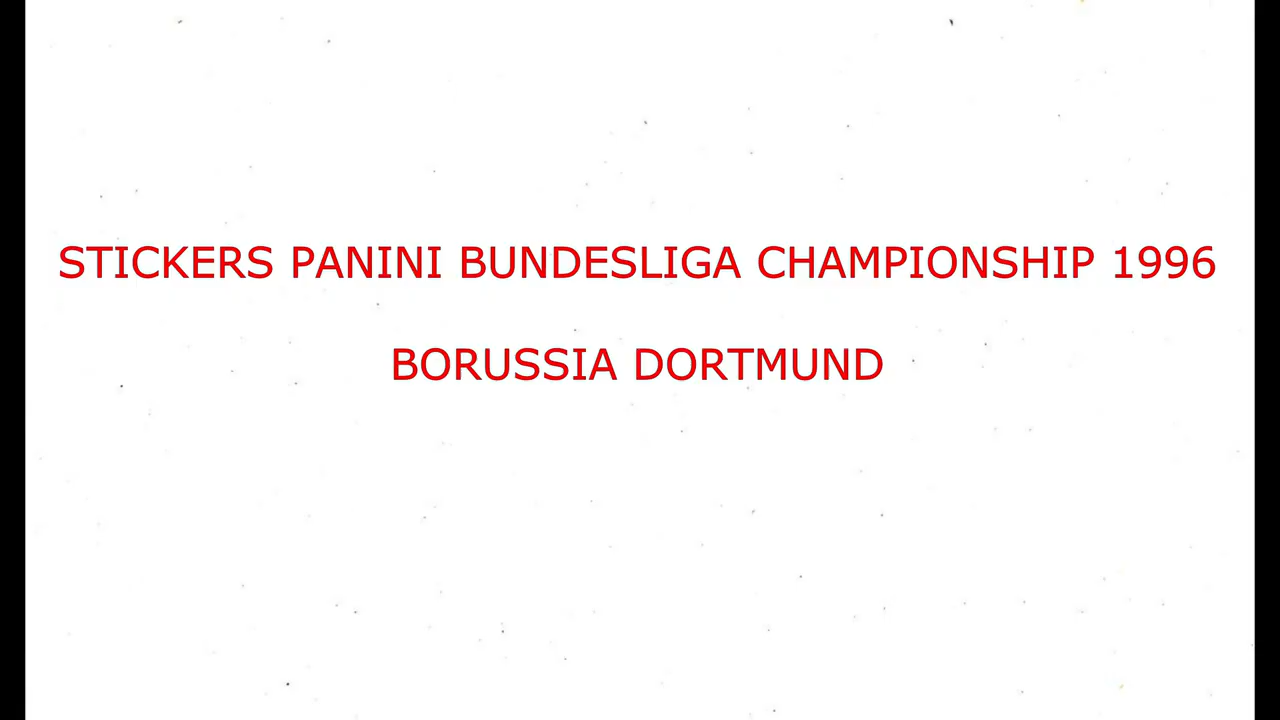 STICKERS PANINI BUNDESLIGA CHAMPIONSHIP 1996
BORUSSIA DORTMUND